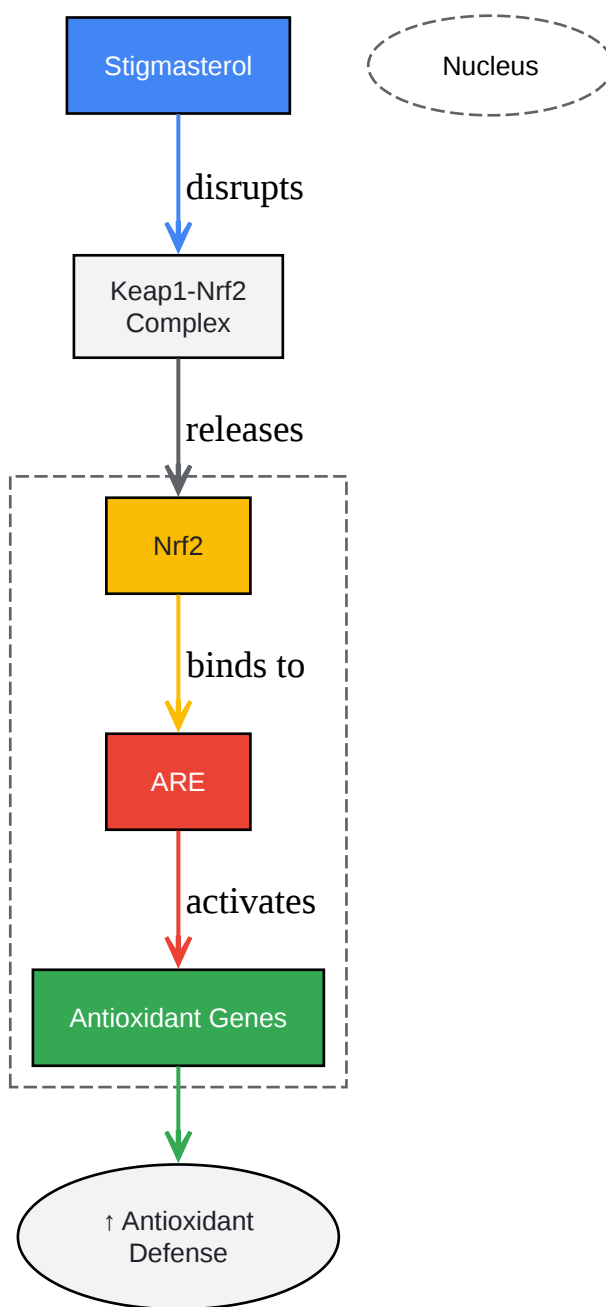 Stigmasterol
Nucleus
disrupts
Keap1-Nrf2
Complex
releases
Nrf2
binds to
ARE
activates
Antioxidant Genes
↑ Antioxidant
Defense